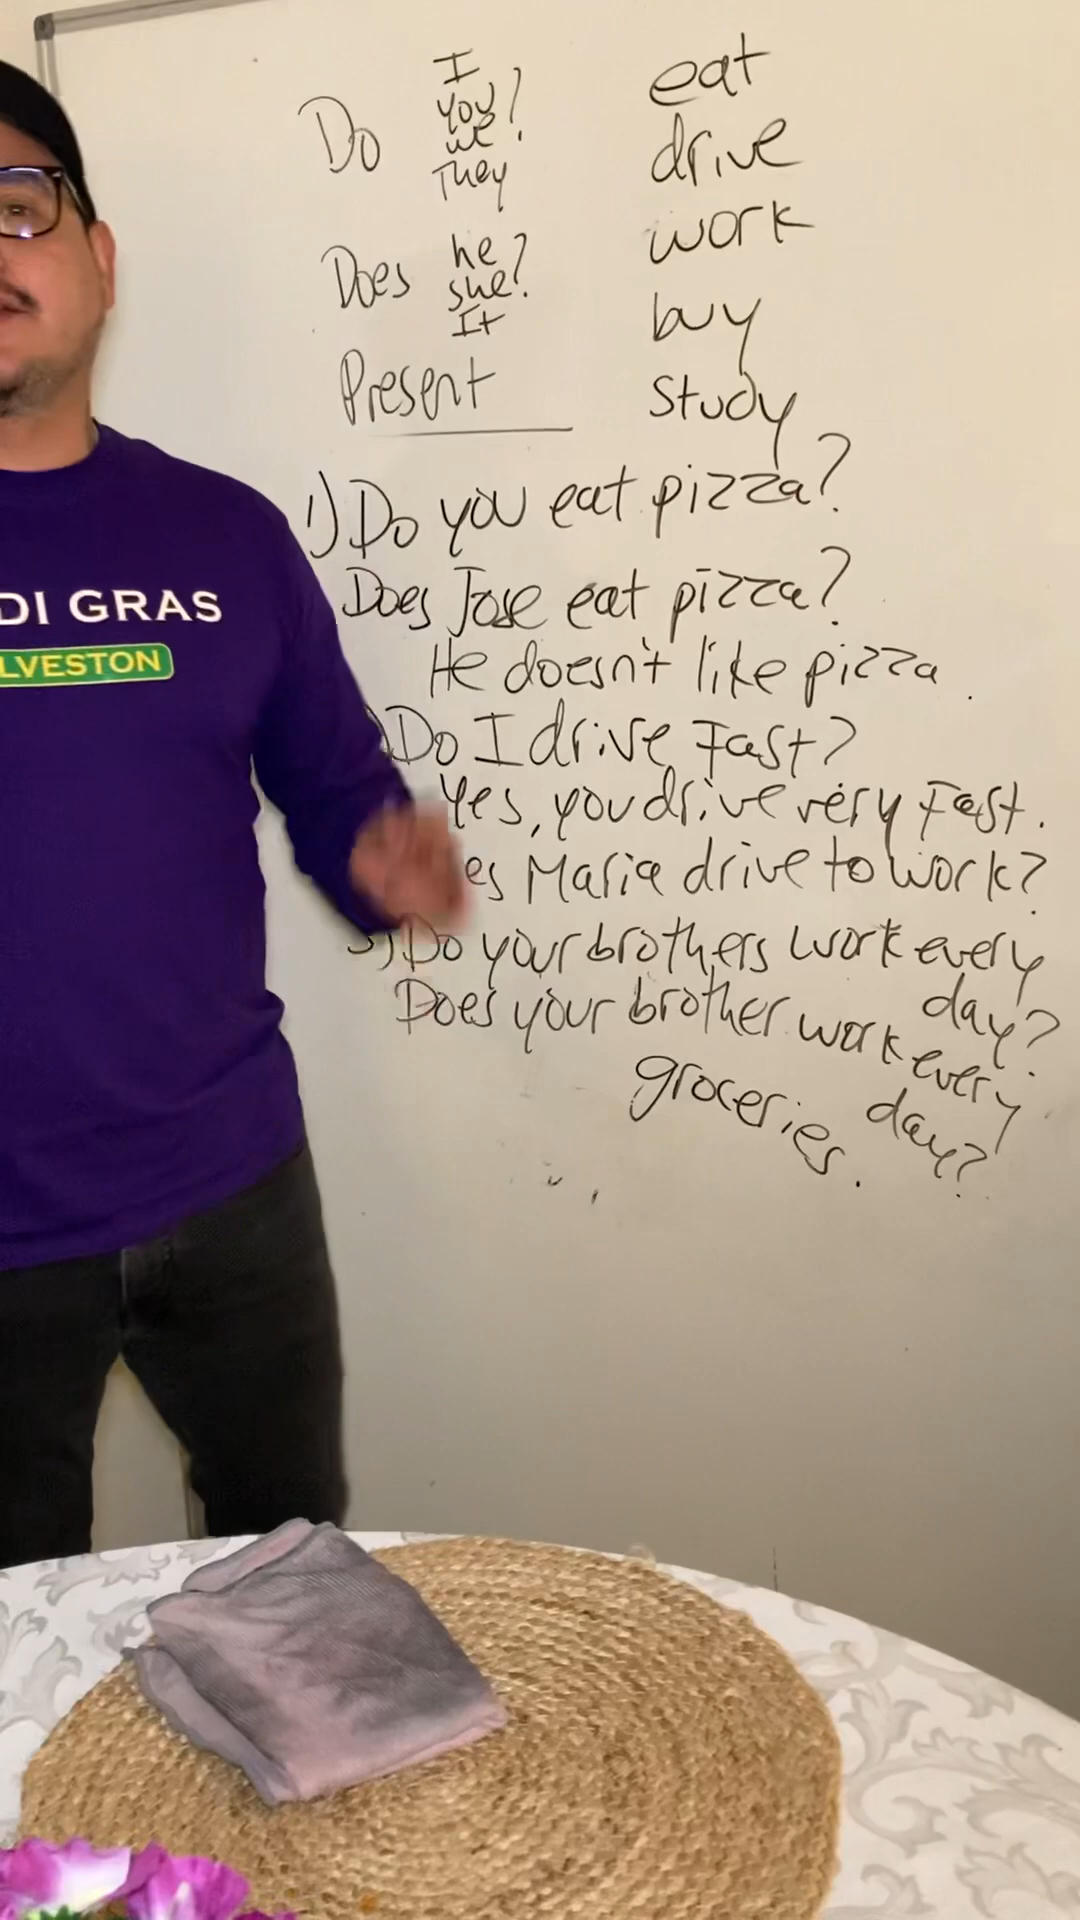 Do I you we They ?
eat
drive
work
Does he she It ?
buy
Present
study
1) Do you eat pizza?
Does Jose eat pizza?
He doesn't like pizza.
) Do I drive Fast?
Yes, you drive very Fast.
es Maria drive to work?
3) Do your brothers work every day?
Does your brother work every day?
groceries.
DI GRAS
LVESTON